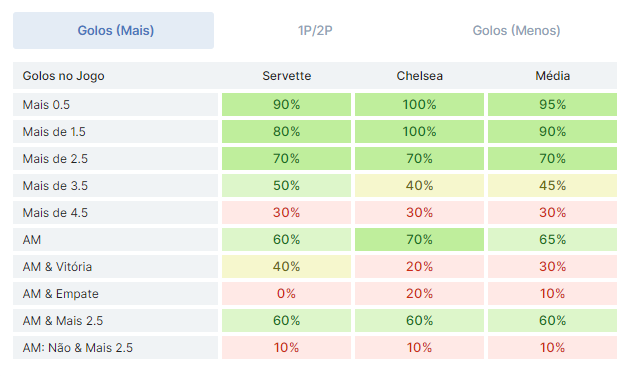 Golos (Mais) 1P/2P Golos (Menos)
Golos no Jogo Servette Chelsea Média
Mais 0.5 90% 100% 95%
Mais de 1.5 80% 100% 90%
Mais de 2.5 70% 70% 70%
Mais de 3.5 50% 40% 45%
Mais de 4.5 30% 30% 30%
AM 60% 70% 65%
AM & Vitória 40% 20% 30%
AM & Empate 0% 20% 10%
AM & Mais 2.5 60% 60% 60%
AM: Não & Mais 2.5 10% 10% 10%